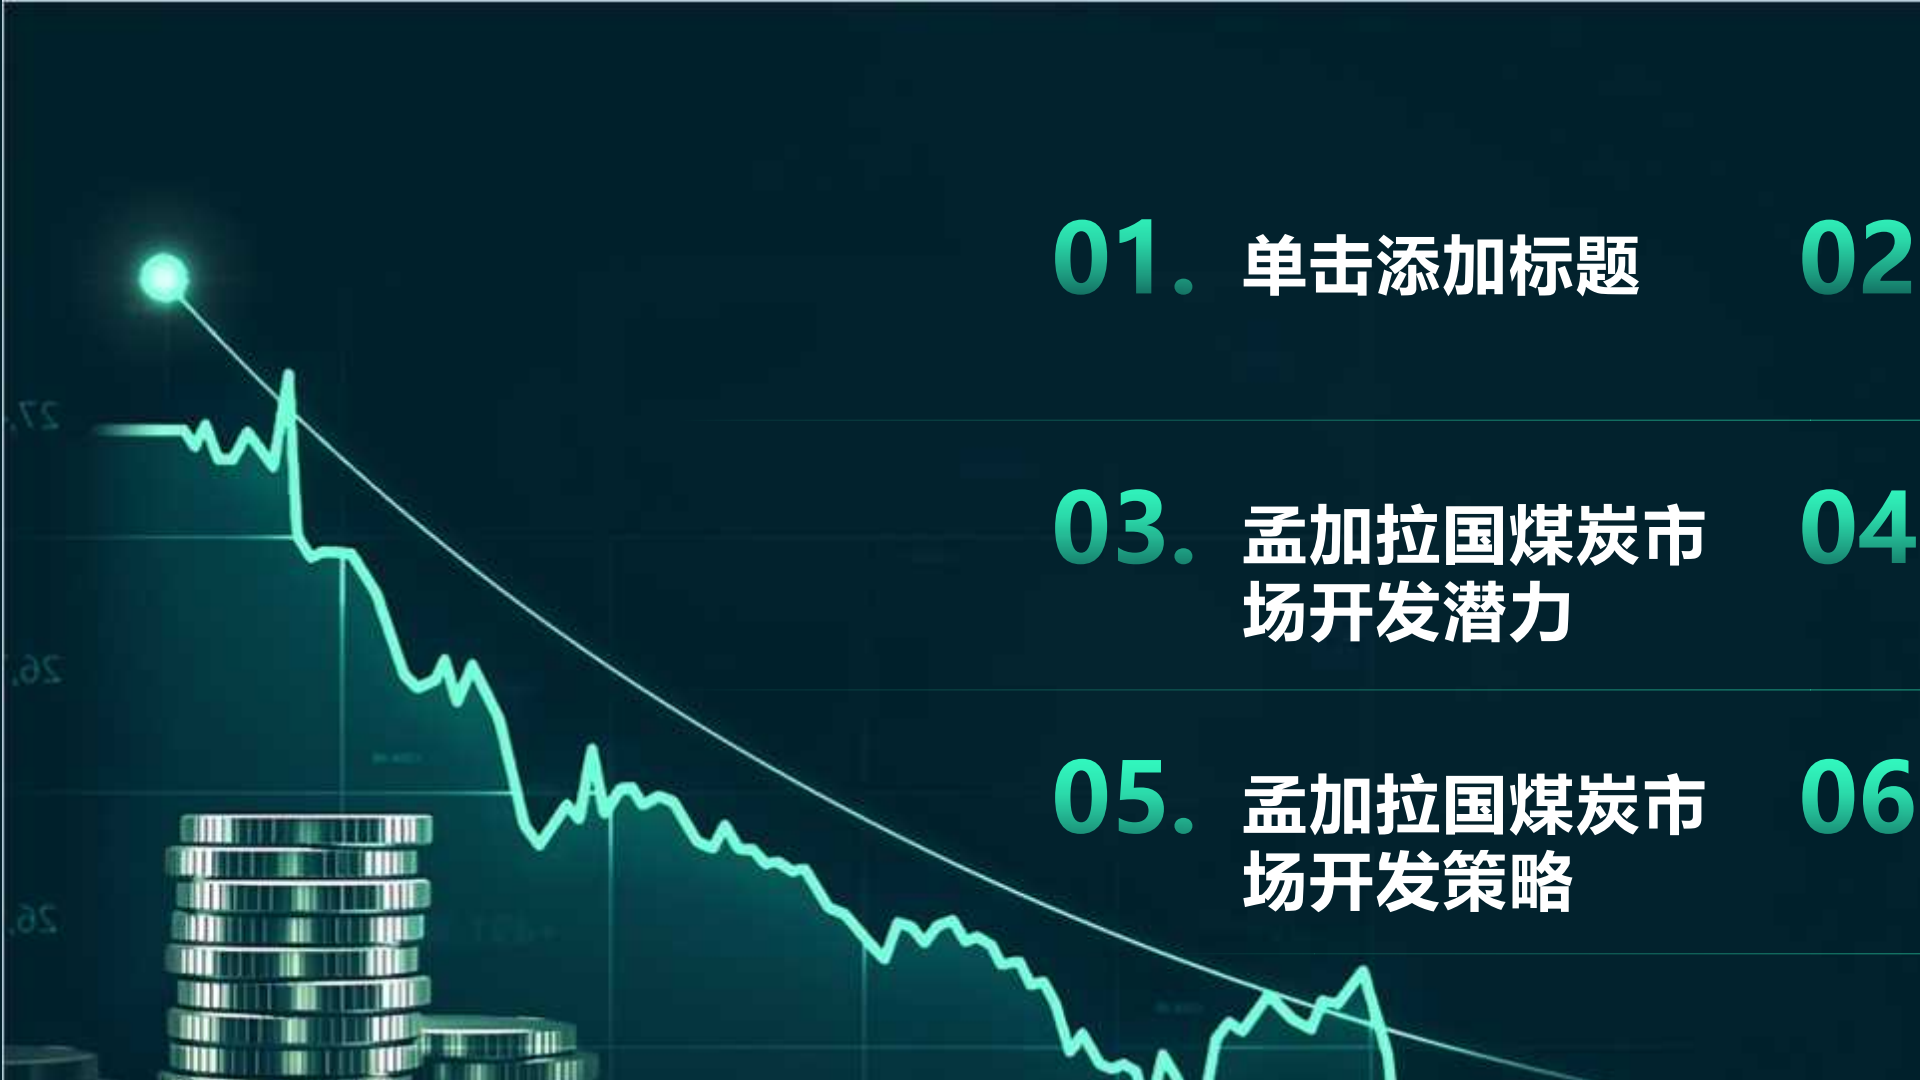 01. 单击添加标题 02
03. 孟加拉国煤炭市 04
场开发潜力
05. 孟加拉国煤炭市 06
场开发策略